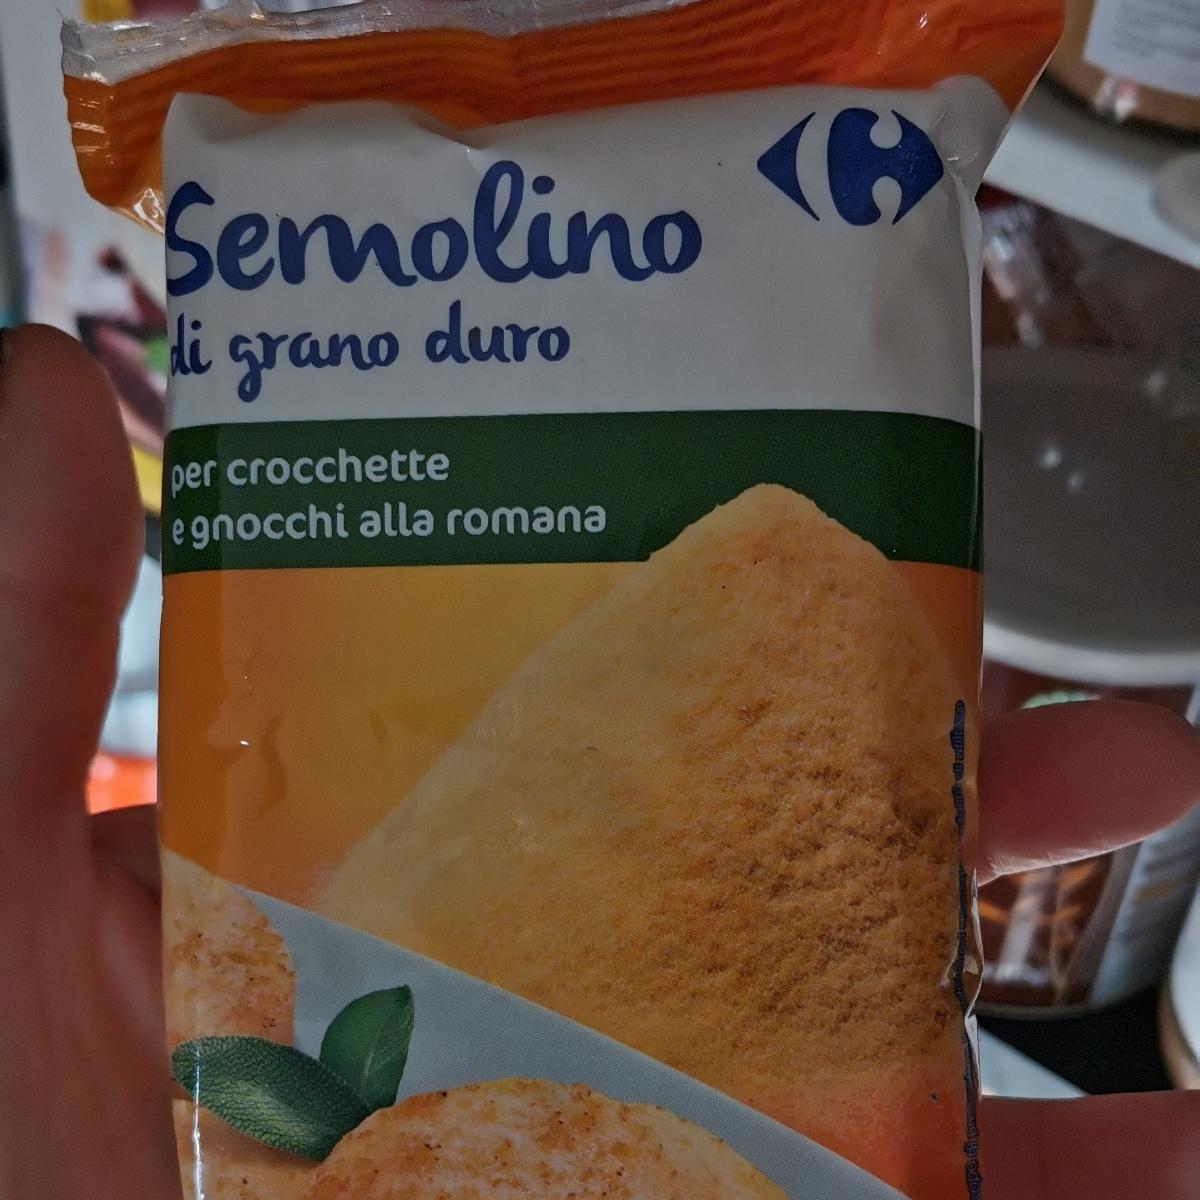 Semolino
di grano duro
per crocchette
e gnocchi alla romana